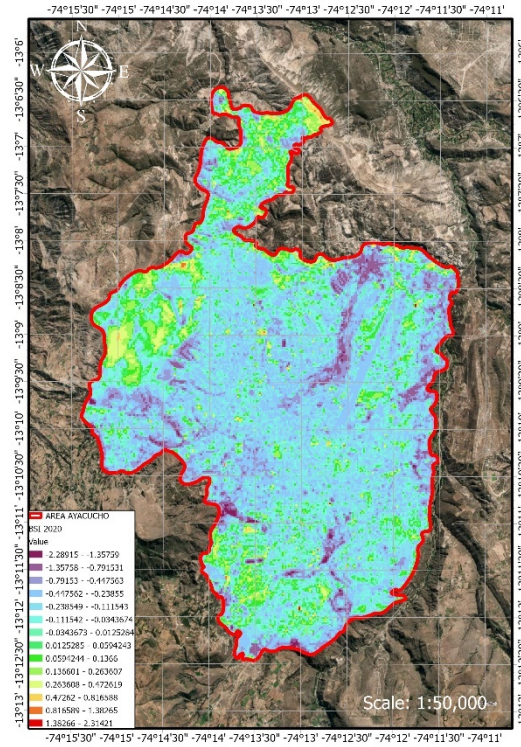 -74°15'30" -74°15' -74°14'30" -74°14' -74°13'30" -74°13' -74°12'30" -74°12' -74°11'30" -74°11'
N
W E
S
-13°6'
-13°6'30"
-13°7'
-13°7'30"
-13°8'
-13°8'30"
-13°9'
-13°9'30"
-13°10'
-13°10'30"
-13°11'
-13°11'30"
-13°12'
-13°12'30"
-13°13'
AREA AYACUCHO
BSI 2020
Value
-2.28915 - -1.35759
-1.35758 - -0.791531
-0.79153 - -0.447563
-0.447562 - -0.23855
-0.238549 - -0.111543
-0.111542 - -0.0343674
-0.0343673 - 0.0125284
0.0125285 - 0.0594243
0.0594244 - 0.1366
0.136601 - 0.263607
0.263608 - 0.472619
0.47262 - 0.816588
0.816589 - 1.38265
1.38266 - 2.31421
Scale: 1:50,000
-74°15'30" -74°15' -74°14'30" -74°14' -74°13'30" -74°13' -74°12'30" -74°12' -74°11'30" -74°11'